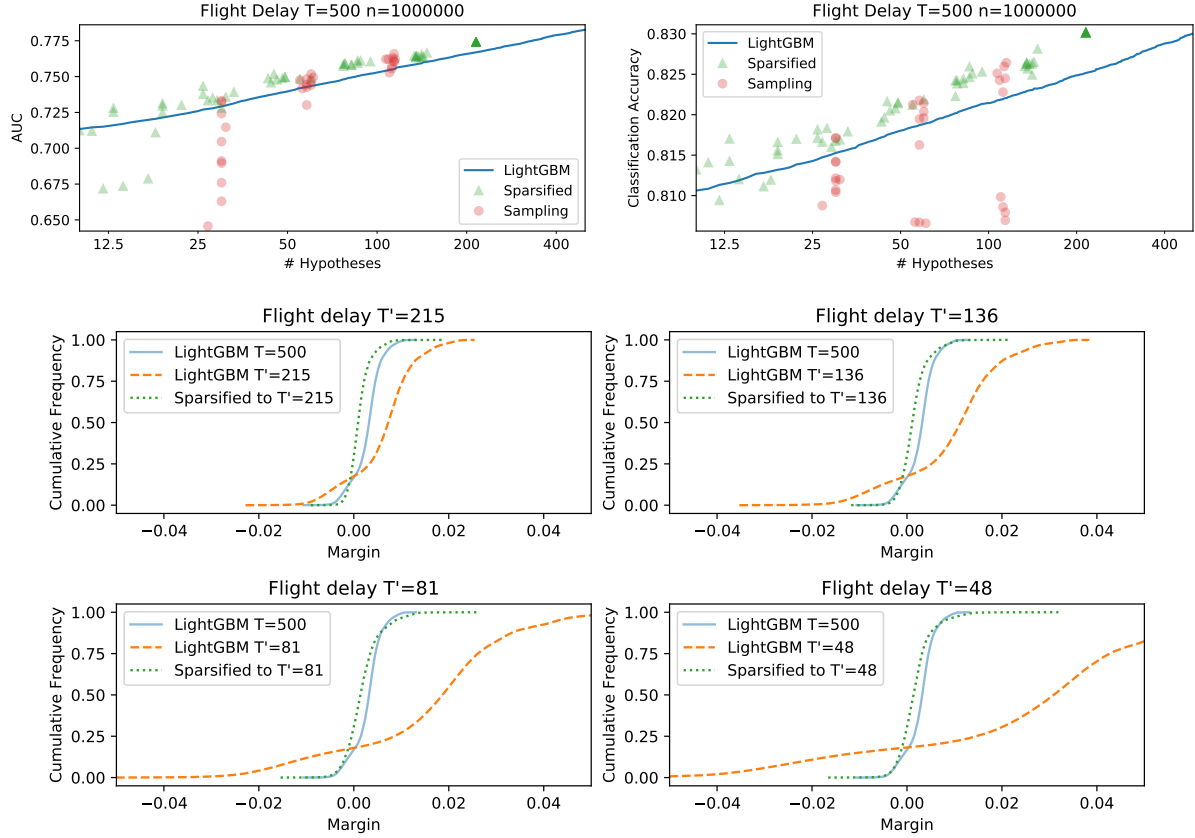 Flight Delay T=500 n=1000000
AUC
0.775
0.750
0.725
0.700
0.675
0.650
LightGBM
Sparsified
Sampling
12.5
25
50
100
200
400
# Hypotheses
Flight Delay T=500 n=1000000
Classification Accuracy
0.830
0.825
0.820
0.815
0.810
LightGBM
Sparsified
Sampling
12.5
25
50
100
200
400
# Hypotheses
Flight delay T'=215
Cumulative Frequency
1.00
0.75
0.50
0.25
0.00
LightGBM T=500
LightGBM T'=215
Sparsified to T'=215
−0.04
−0.02
0.00
0.02
0.04
Margin
Flight delay T'=136
Cumulative Frequency
1.00
0.75
0.50
0.25
0.00
LightGBM T=500
LightGBM T'=136
Sparsified to T'=136
−0.04
−0.02
0.00
0.02
0.04
Margin
Flight delay T'=81
Cumulative Frequency
1.00
0.75
0.50
0.25
0.00
LightGBM T=500
LightGBM T'=81
Sparsified to T'=81
−0.04
−0.02
0.00
0.02
0.04
Margin
Flight delay T'=48
Cumulative Frequency
1.00
0.75
0.50
0.25
0.00
LightGBM T=500
LightGBM T'=48
Sparsified to T'=48
−0.04
−0.02
0.00
0.02
0.04
Margin